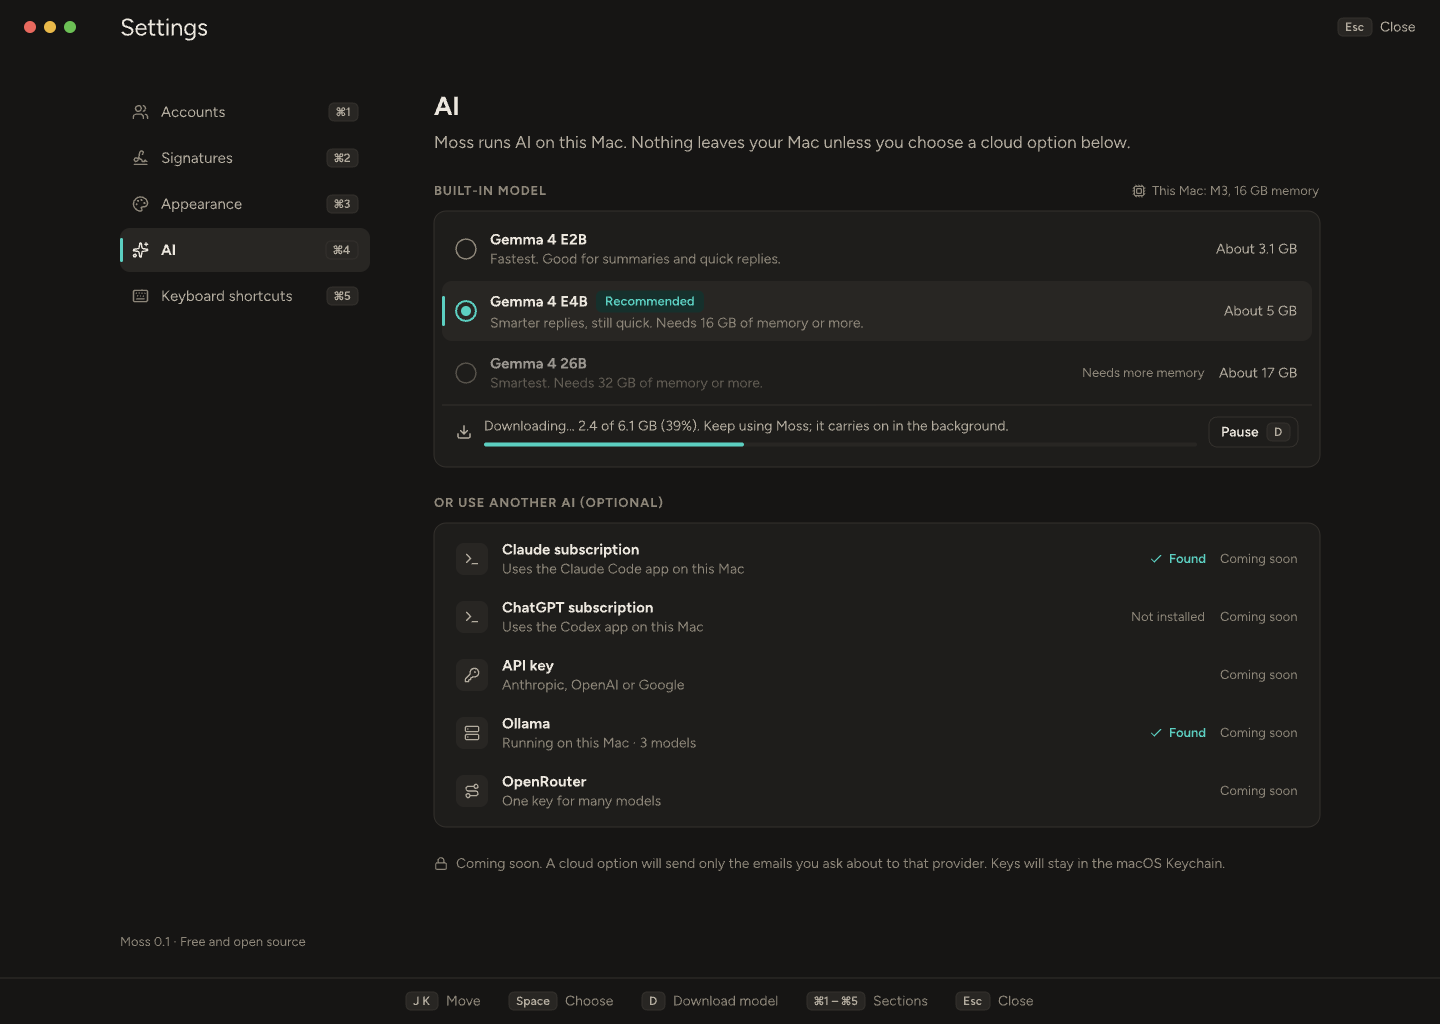 Settings
Esc Close
Accounts ⌘1
Signatures ⌘2
Appearance ⌘3
AI ⌘4
Keyboard shortcuts ⌘5
AI
Moss runs AI on this Mac. Nothing leaves your Mac unless you choose a cloud option below.
BUILT-IN MODEL
This Mac: M3, 16 GB memory
Gemma 4 E2B
Fastest. Good for summaries and quick replies.
About 3.1 GB
Gemma 4 E4B Recommended
Smarter replies, still quick. Needs 16 GB of memory or more.
About 5 GB
Gemma 4 26B
Smartest. Needs 32 GB of memory or more.
Needs more memory About 17 GB
Downloading... 2.4 of 6.1 GB (39%). Keep using Moss; it carries on in the background.
Pause D
OR USE ANOTHER AI (OPTIONAL)
Claude subscription
Uses the Claude Code app on this Mac
Found Coming soon
ChatGPT subscription
Uses the Codex app on this Mac
Not installed Coming soon
API key
Anthropic, OpenAI or Google
Coming soon
Ollama
Running on this Mac · 3 models
Found Coming soon
OpenRouter
One key for many models
Coming soon
Coming soon. A cloud option will send only the emails you ask about to that provider. Keys will stay in the macOS Keychain.
Moss 0.1 · Free and open source
J K Move Space Choose D Download model ⌘1 – ⌘5 Sections Esc Close